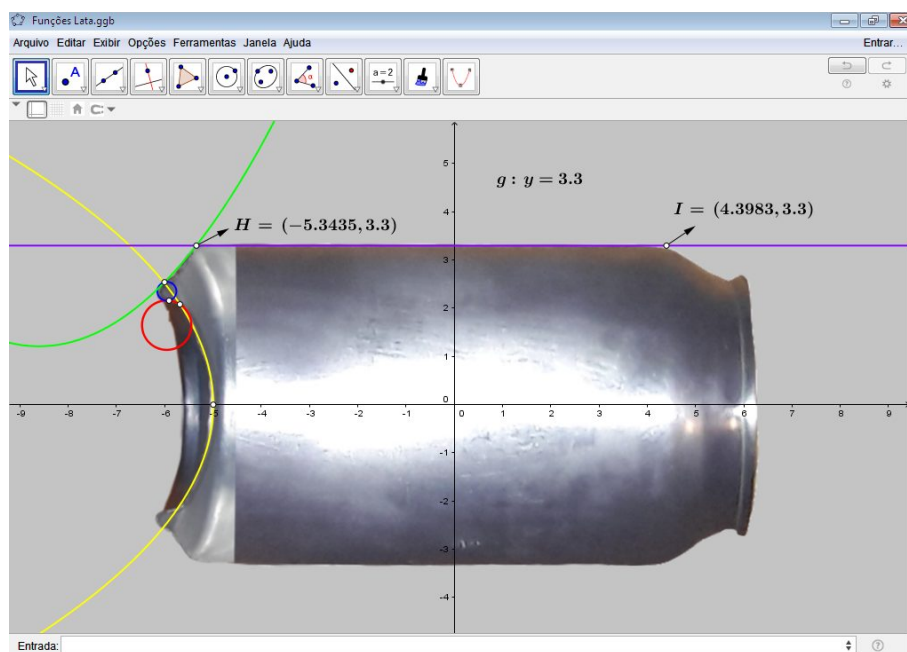 Funções Lata.ggb
Arquivo Editar Exibir Opções Ferramentas Janela Ajuda
Entrar...
A
α
a=2
5
g : y = 3.3
4
I = (4.3983, 3.3)
H = (−5.3435, 3.3)
3
2
1
0
-9 -8 -7 -6 -5 -4 -3 -2 -1 0 1 2 3 4 5 6 7 8 9
-1
-2
-3
-4
Entrada: